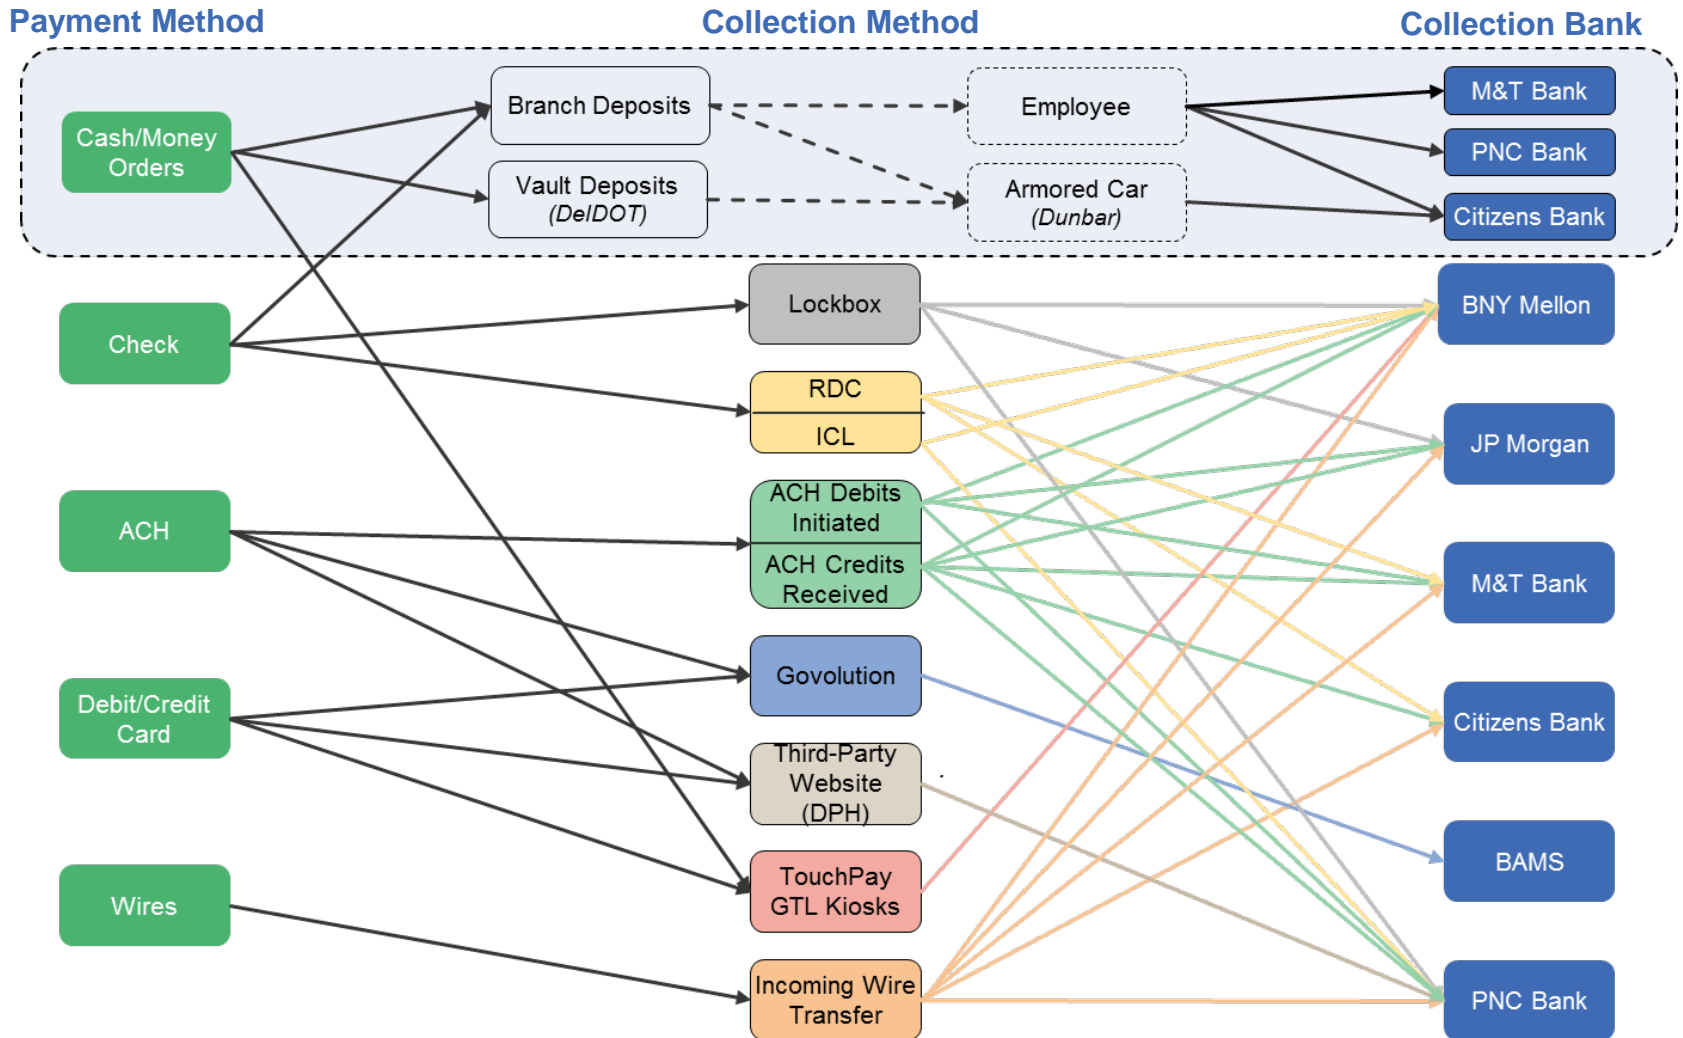 Payment Method
Collection Method
Collection Bank
Cash/Money
Orders
Branch Deposits
Vault Deposits
(DelDOT)
Employee
Armored Car
(Dunbar)
M&T Bank
PNC Bank
Citizens Bank
Check
ACH
Debit/Credit
Card
Wires
Lockbox
RDC
ICL
ACH Debits
Initiated
ACH Credits
Received
Govolution
Third-Party
Website
(DPH)
TouchPay
GTL Kiosks
Incoming Wire
Transfer
BNY Mellon
JP Morgan
M&T Bank
Citizens Bank
BAMS
PNC Bank